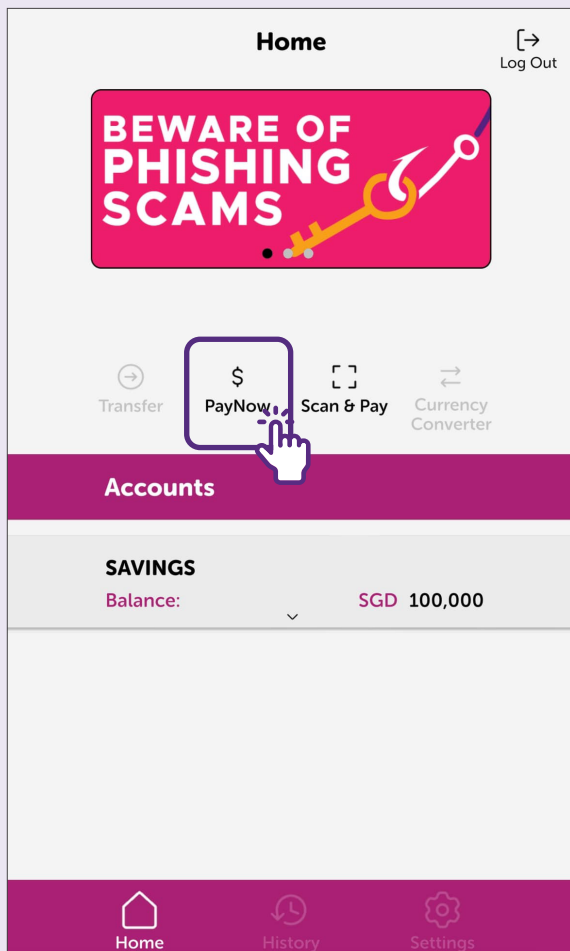 Home
Log Out
BEWARE OF
PHISHING
SCAMS
Transfer
$
PayNow
Scan & Pay
Currency
Converter
Accounts
SAVINGS
Balance: SGD 100,000
Home History Settings